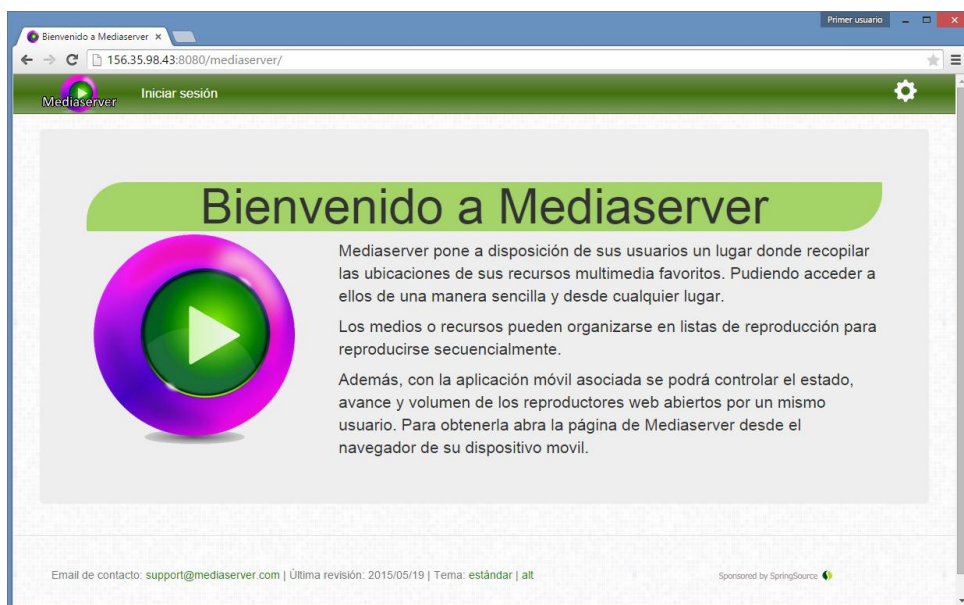 Primer usuario
Bienvenido a Mediaserver
156.35.98.43:8080/mediaserver/
Mediaserver
Iniciar sesión
Bienvenido a Mediaserver
Mediaserver pone a disposición de sus usuarios un lugar donde recopilar
las ubicaciones de sus recursos multimedia favoritos. Pudiendo acceder a
ellos de una manera sencilla y desde cualquier lugar.
Los medios o recursos pueden organizarse en listas de reproducción para
reproducirse secuencialmente.
Además, con la aplicación móvil asociada se podrá controlar el estado,
avance y volumen de los reproductores web abiertos por un mismo
usuario. Para obtenerla abra la página de Mediaserver desde el
navegador de su dispositivo movil.
Email de contacto: support@mediaserver.com | Última revisión: 2015/05/19 | Tema: estándar | alt
Sponsored by SpringSource